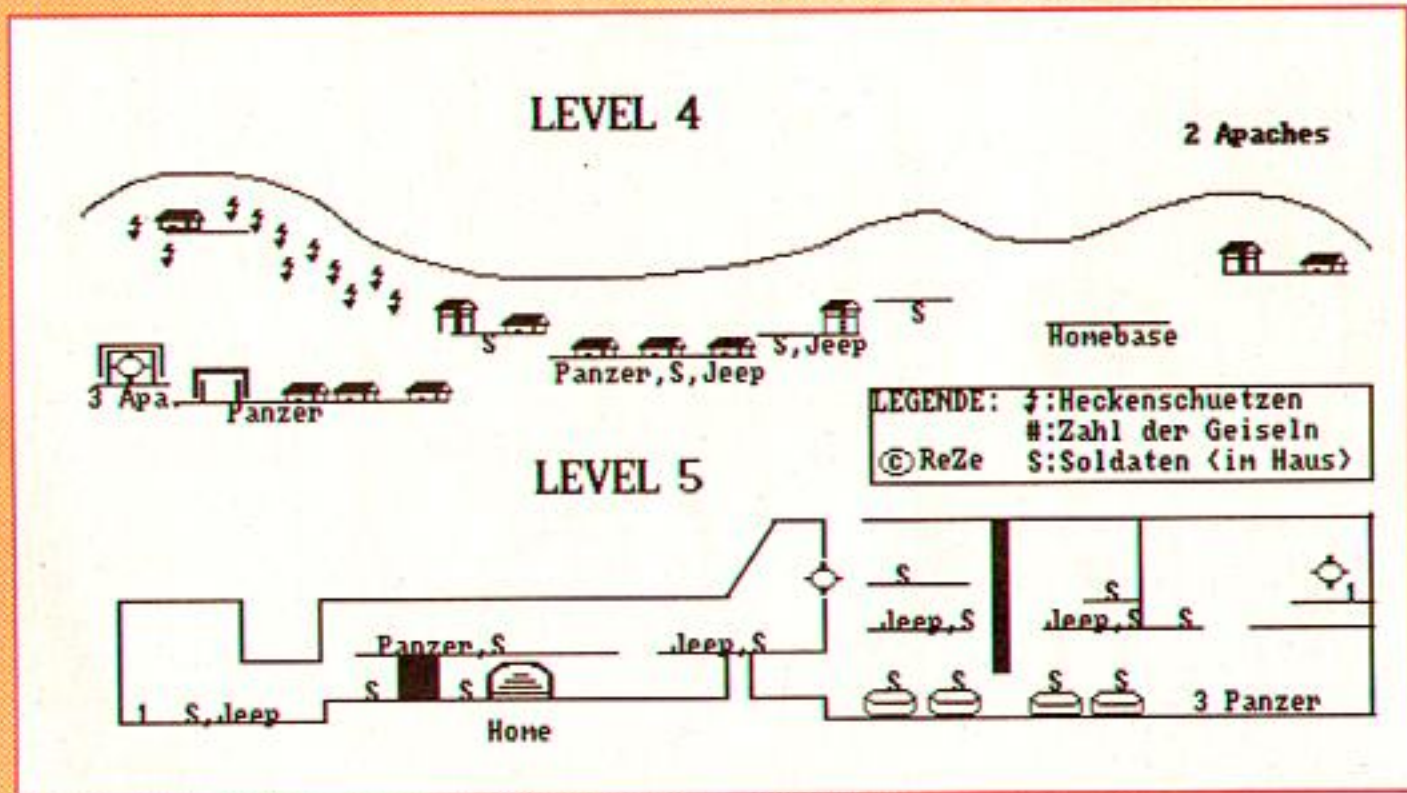 LEVEL 4
2 Apaches
S
S
S,Jeep
Homebase
Panzer,S,Jeep
3 Apa.
Panzer
LEGENDE: :Heckenschuetzen
#:Zahl der Geiseln
© ReZe S:Soldaten (im Haus)
LEVEL 5
S
1
S
Jeep,S
Jeep,S
S
Panzer,S
Jeep,S
S
S
S
S
S
S
1
S,Jeep
3 Panzer
Home